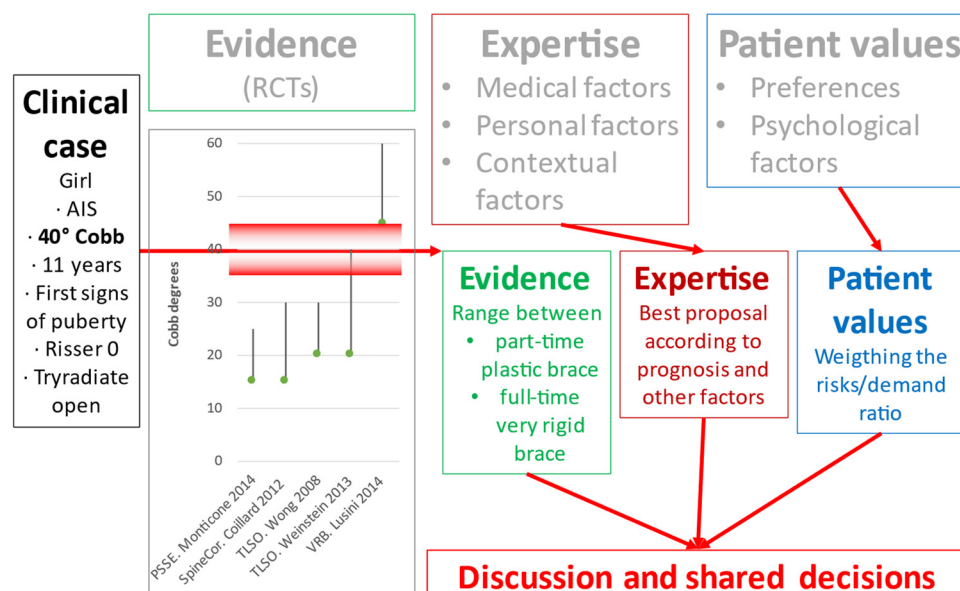 Clinical
case
Girl
· AIS
· 40° Cobb
· 11 years
· First signs
of puberty
· Risser 0
· Tryradiate
open
Evidence
(RCTs)
Cobb degrees
60
50
40
30
20
10
0
PSSE. Monticone 2014
SpineCor. Coillard 2012
TLSO. Wong 2008
TLSO. Weinstein 2013
VRB. Lusini 2014
Expertise
• Medical factors
• Personal factors
• Contextual
factors
Patient values
• Preferences
• Psychological
factors
Evidence
Range between
• part-time
plastic brace
• full-time
very rigid
brace
Expertise
Best proposal
according to
prognosis and
other factors
Patient
values
Weigthing the
risks/demand
ratio
Discussion and shared decisions